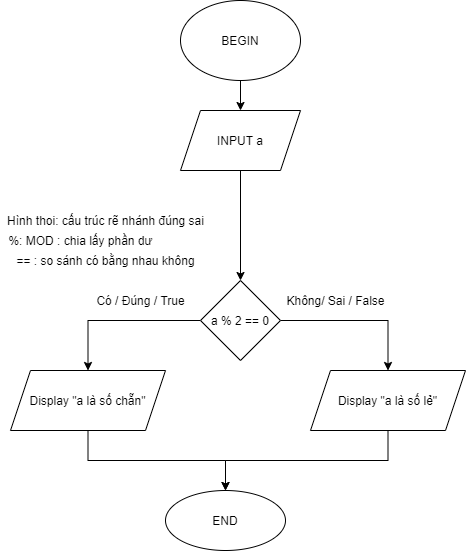 BEGIN
INPUT a
Hình thoi: cấu trúc rẽ nhánh đúng sai
%: MOD : chia lấy phần dư
== : so sánh có bằng nhau không
Có / Đúng / True
Không/ Sai / False
a % 2 == 0
Display "a là số chẵn"
Display "a là số lẻ"
END